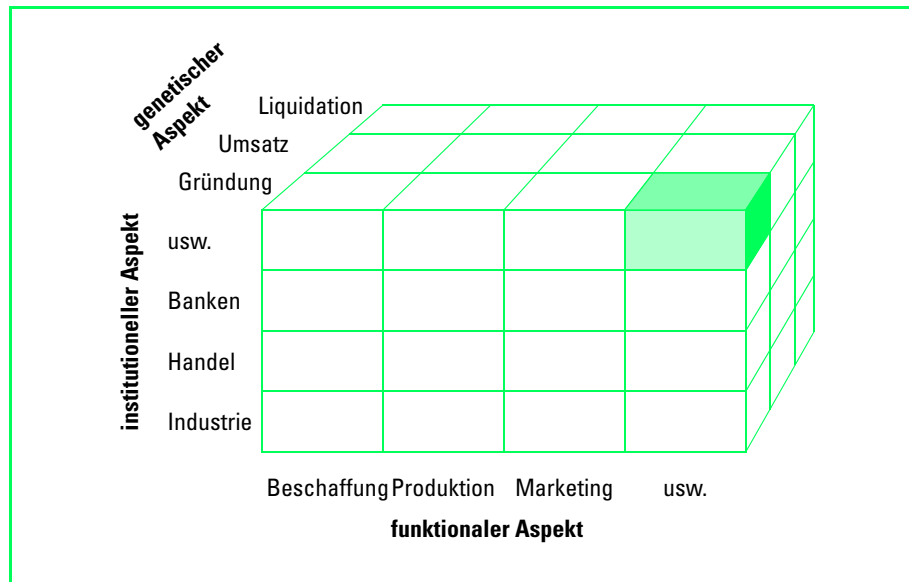 genetischer
Aspekt
Liquidation
Umsatz
Gründung
institutioneller Aspekt
usw.
Banken
Handel
Industrie
Beschaffung Produktion Marketing usw.
funktionaler Aspekt